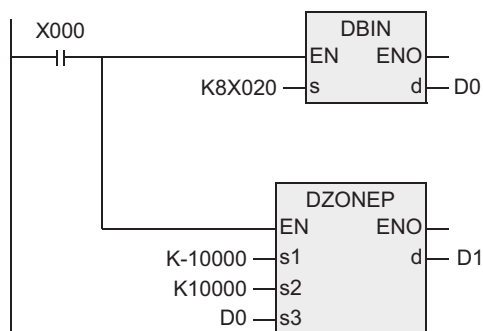 X000
DBIN
EN ENO
K8X020 s d D0
DZONEP
EN ENO
K-10000 s1 d D1
K10000 s2
D0 s3